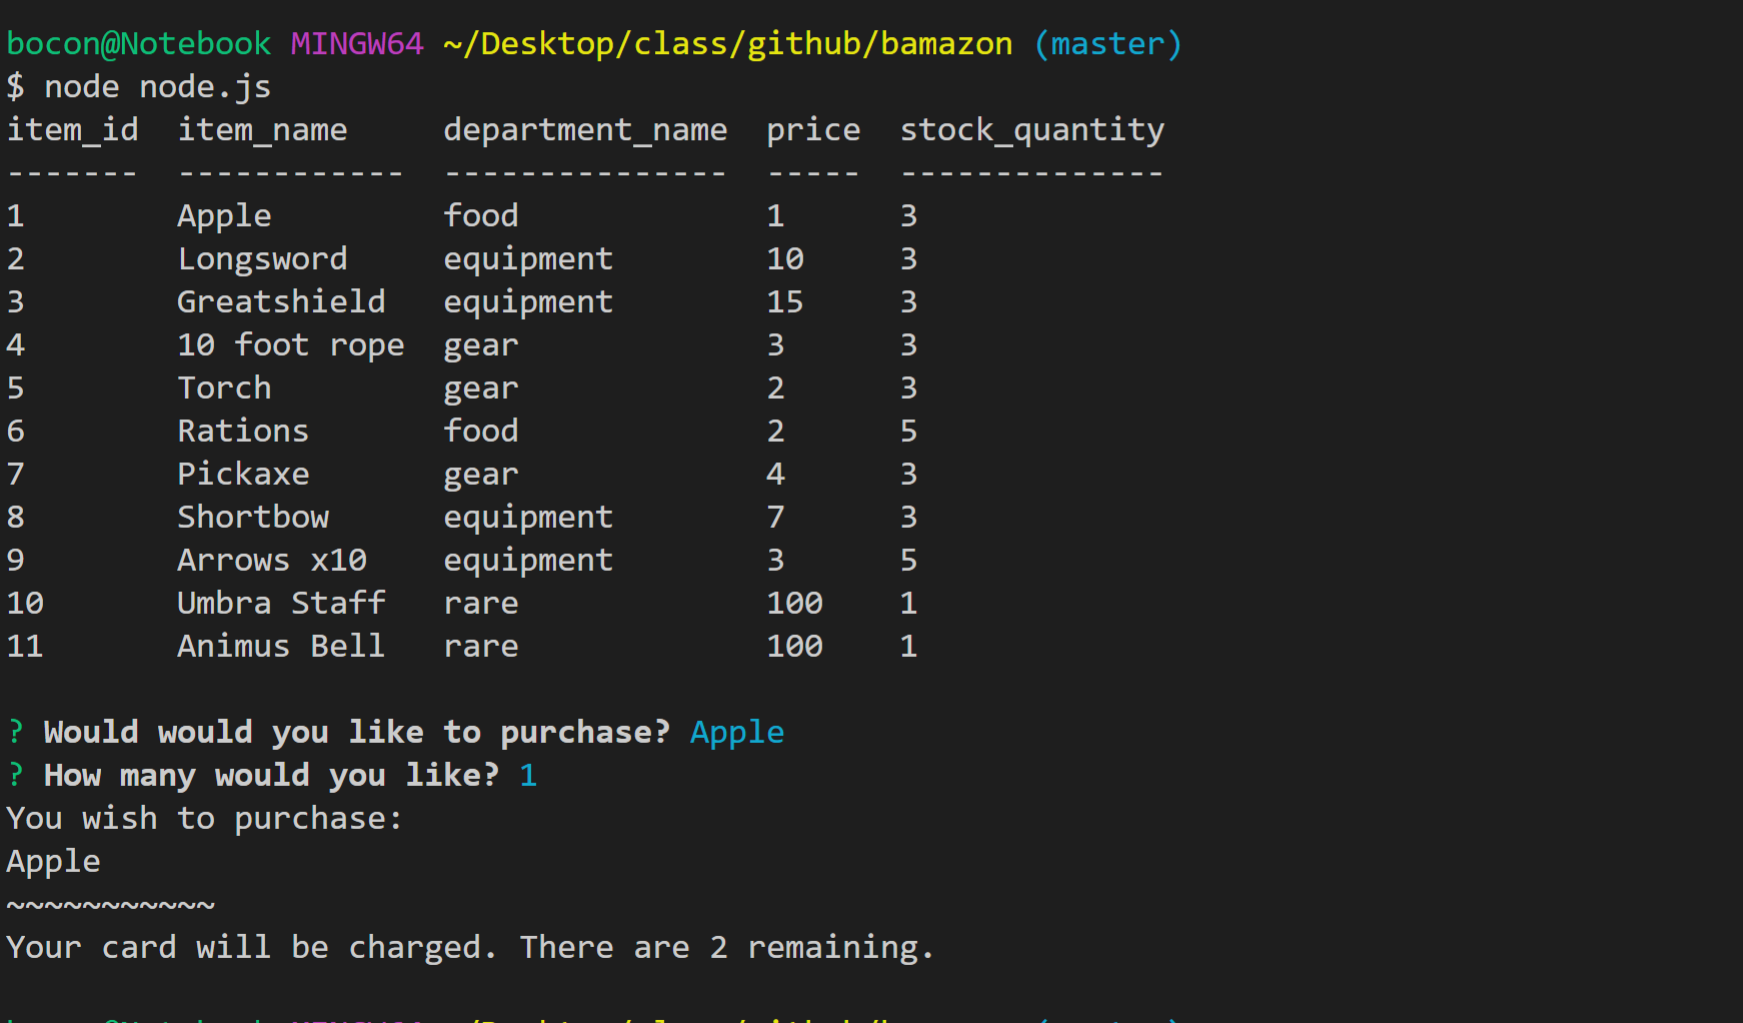 bocon@Notebook MINGW64 ~/Desktop/class/github/bamazon (master)
$ node node.js
item_id  item_name     department_name  price  stock_quantity
-------  ------------  ---------------  -----  --------------
1        Apple         food             1      3
2        Longsword     equipment        10     3
3        Greatshield   equipment        15     3
4        10 foot rope  gear             3      3
5        Torch         gear             2      3
6        Rations       food             2      5
7        Pickaxe       gear             4      3
8        Shortbow      equipment        7      3
9        Arrows x10    equipment        3      5
10       Umbra Staff   rare             100    1
11       Animus Bell   rare             100    1
? Would would you like to purchase? Apple
? How many would you like? 1
You wish to purchase:
Apple
~~~~~~~~~~~
Your card will be charged. There are 2 remaining.